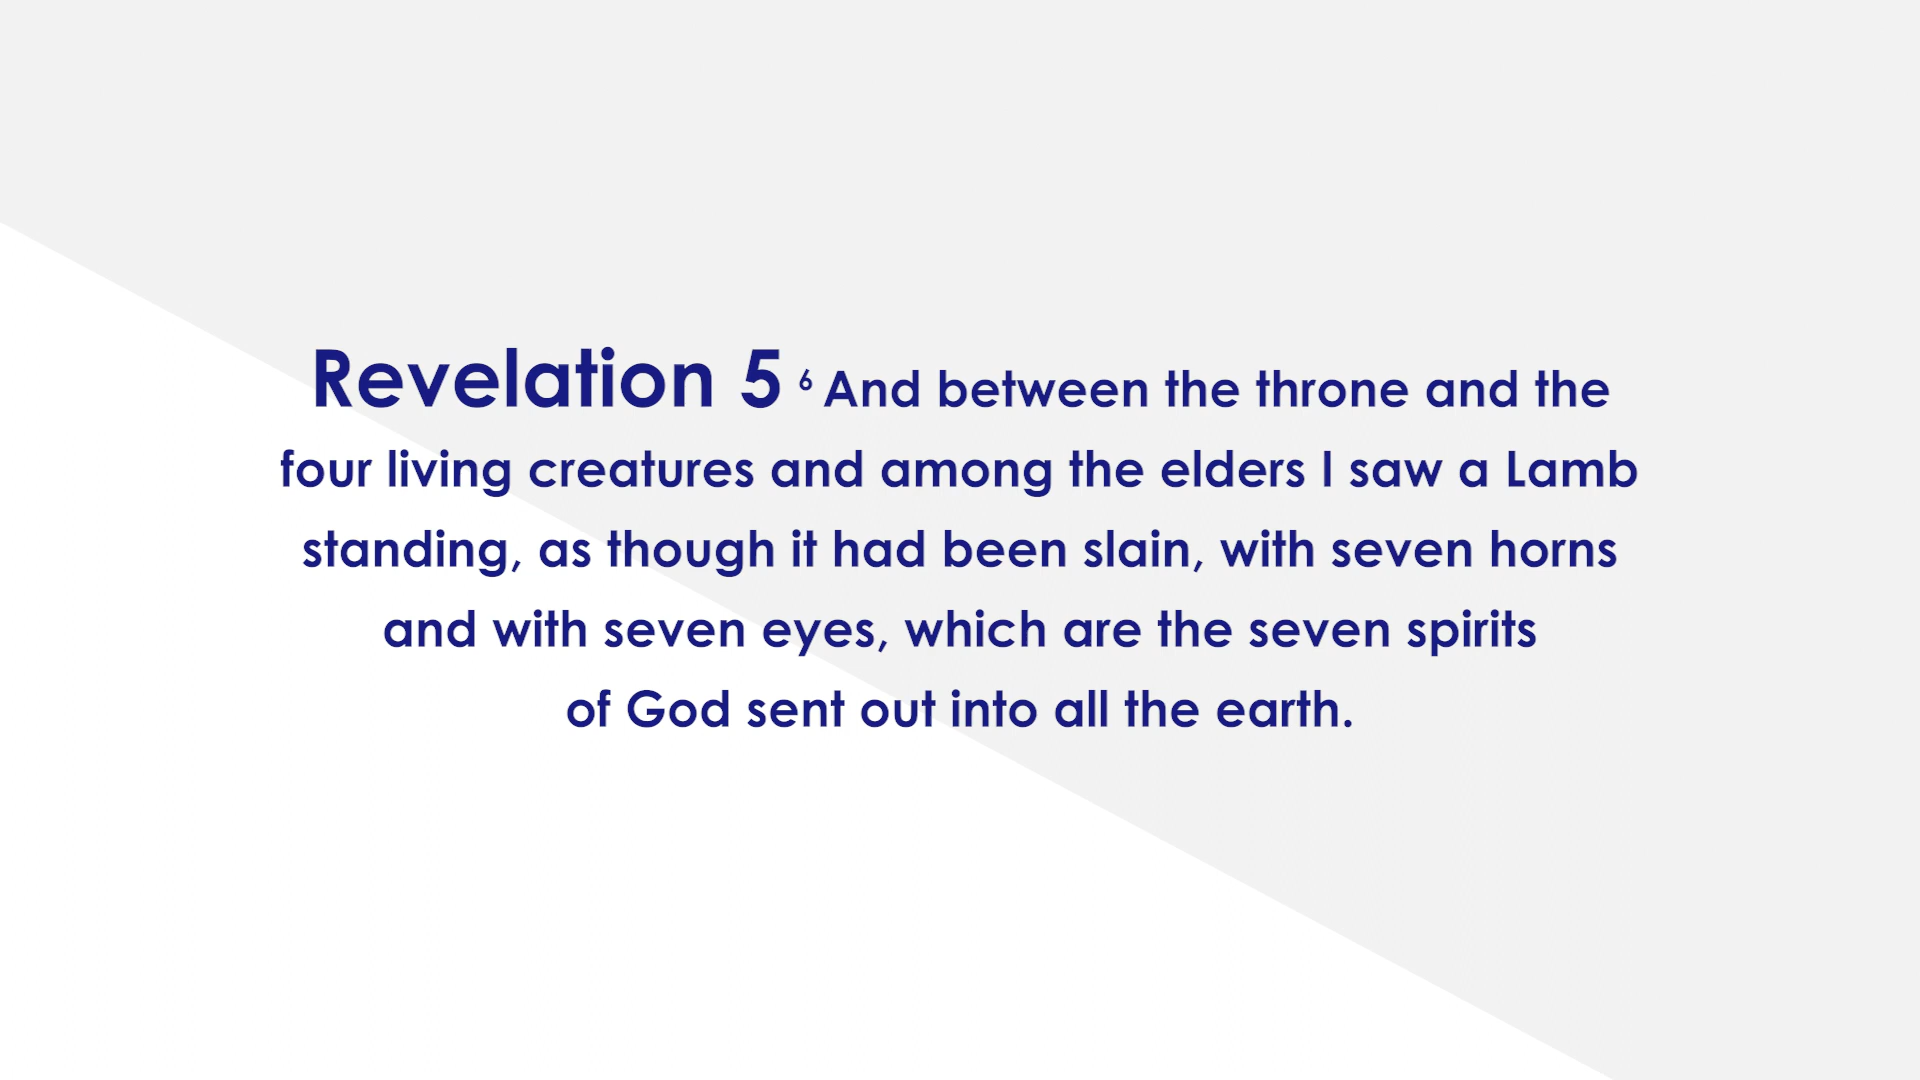 Revelation 5 ⁶ And between the throne and the
four living creatures and among the elders I saw a Lamb
standing, as though it had been slain, with seven horns
and with seven eyes, which are the seven spirits
of God sent out into all the earth.